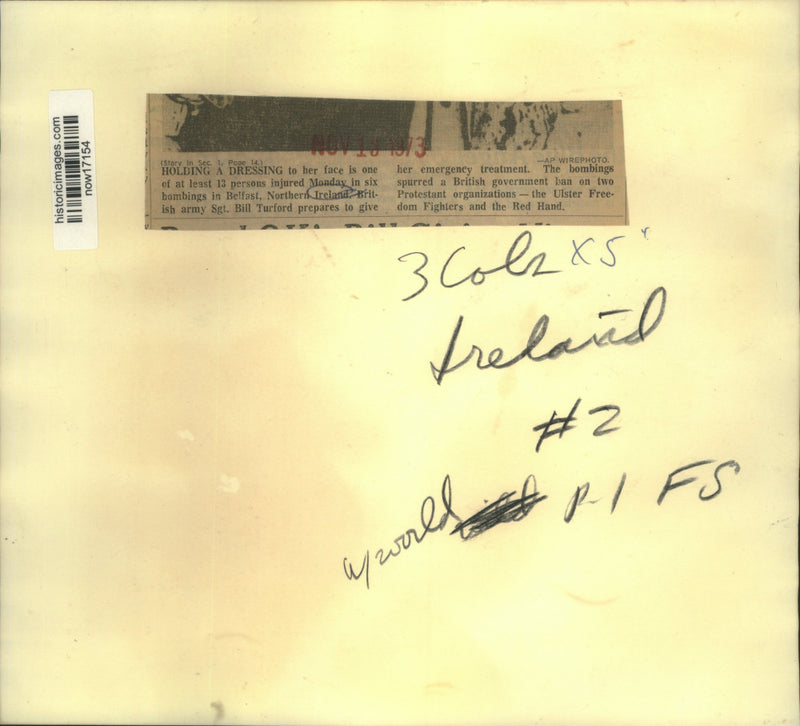 historicimages.com
now17154
NOV 1973
(Story in Sec. 1, Page 14.)
—AP WIREPHOTO.
HOLDING A DRESSING to her face is one
of at least 13 persons injured Monday in six
bombings in Belfast, Northern Ireland. Brit-
ish army Sgt. Bill Turford prepares to give
her emergency treatment. The bombings
spurred a British government ban on two
Protestant organizations — the Ulster Free-
dom Fighters and the Red Hand.
3 Cols x 5"
Ireland
#2
w/world P-1 FS